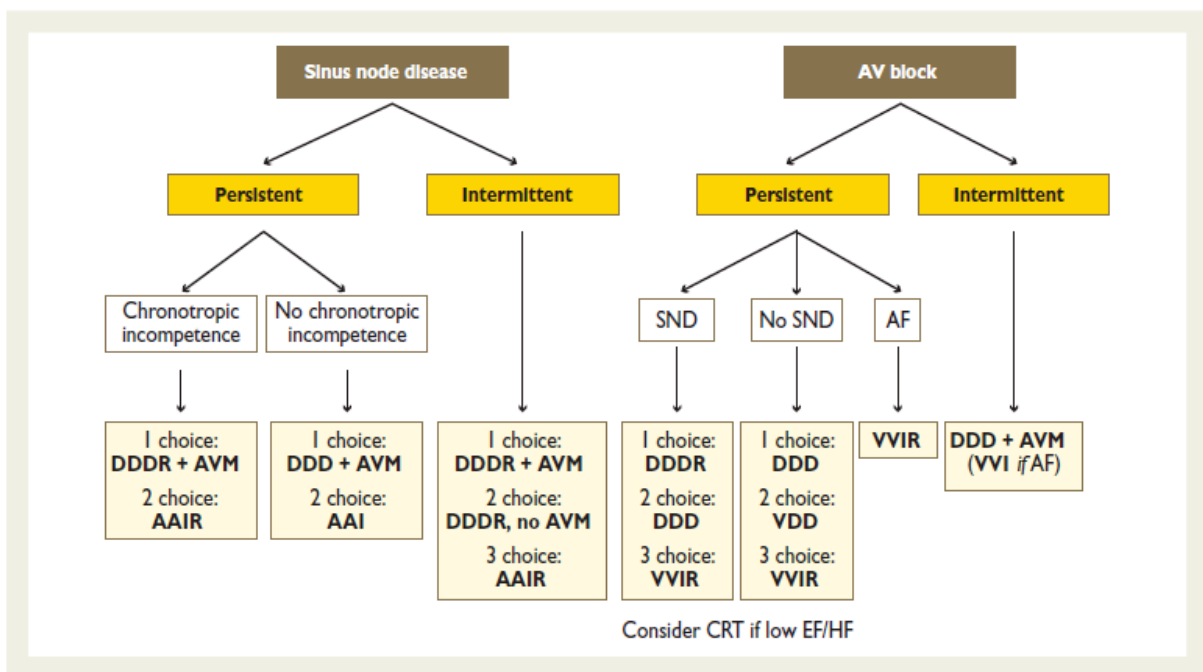 Sinus node disease
AV block
Persistent
Intermittent
Persistent
Intermittent
Chronotropic
incompetence
No chronotropic
incompetence
SND
No SND
AF
1 choice:
DDDR + AVM
2 choice:
AAIR
1 choice:
DDD + AVM
2 choice:
AAI
1 choice:
DDDR + AVM
2 choice:
DDDR, no AVM
3 choice:
AAIR
1 choice:
DDDR
2 choice:
DDD
3 choice:
VVIR
1 choice:
DDD
2 choice:
VDD
3 choice:
VVIR
VVIR
DDD + AVM
(VVI if AF)
Consider CRT if low EF/HF